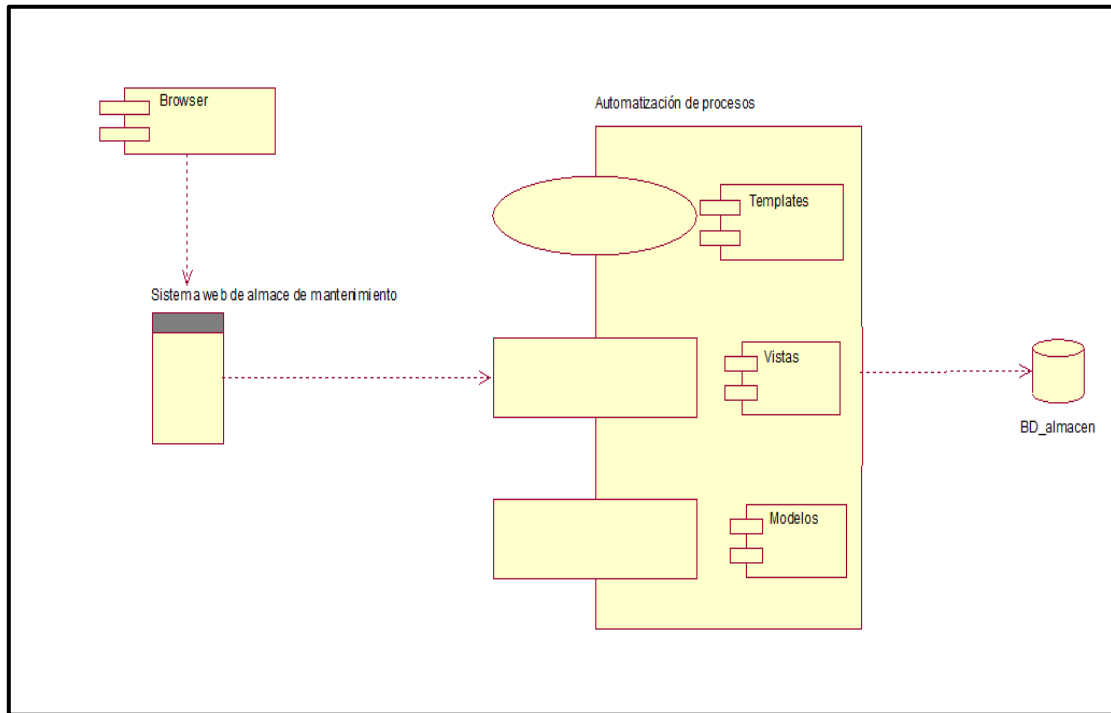 Browser
Automatización de procesos
Templates
Sistema web de almace de mantenimiento
Vistas
BD_almacen
Modelos